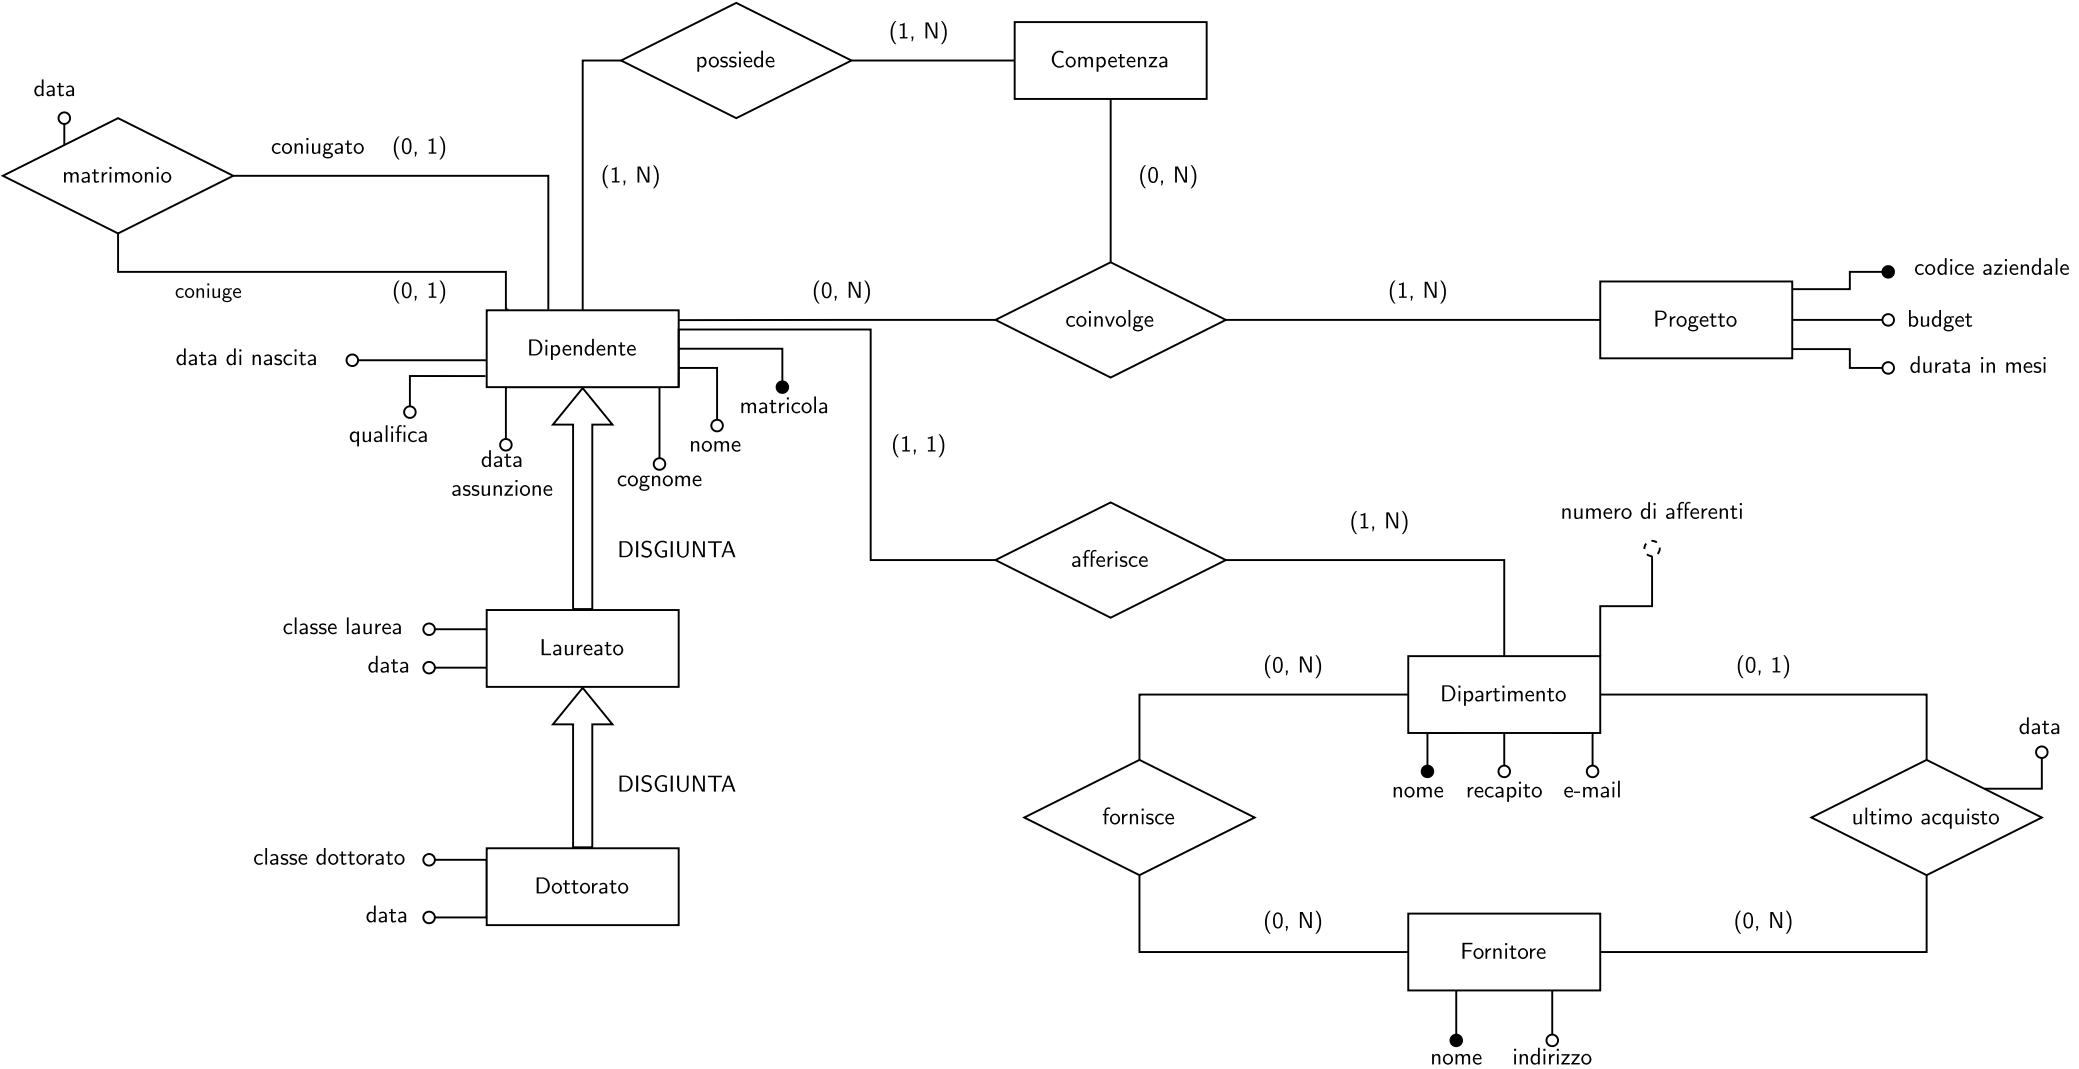 (1, N)
possiede
Competenza
data
coniugato (0, 1)
matrimonio
(1, N)
(0, N)
coniuge (0, 1)
(0, N)
(1, N)
codice aziendale
coinvolge
Progetto
budget
Dipendente
data di nascita
durata in mesi
matricola
qualifica
nome
(1, 1)
data
assunzione
cognome
numero di afferenti
(1, N)
DISGIUNTA
afferisce
classe laurea
Laureato
data
(0, N)
(0, 1)
Dipartimento
data
DISGIUNTA
nome
recapito
e-mail
fornisce
ultimo acquisto
classe dottorato
Dottorato
data
(0, N)
(0, N)
Fornitore
nome
indirizzo